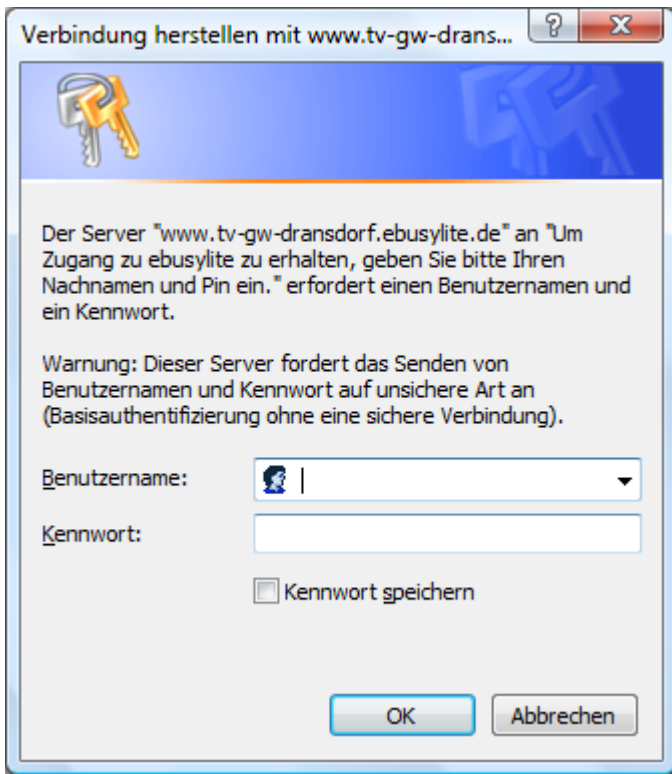 Verbindung herstellen mit www.tv-gw-drans...
?
Der Server "www.tv-gw-dransdorf.ebusylite.de" an "Um
Zugang zu ebusylite zu erhalten, geben Sie bitte Ihren
Nachnamen und Pin ein." erfordert einen Benutzernamen und
ein Kennwort.
Warnung: Dieser Server fordert das Senden von
Benutzernamen und Kennwort auf unsichere Art an
(Basisauthentifizierung ohne eine sichere Verbindung).
Benutzername:
Kennwort:
Kennwort speichern
OK Abbrechen